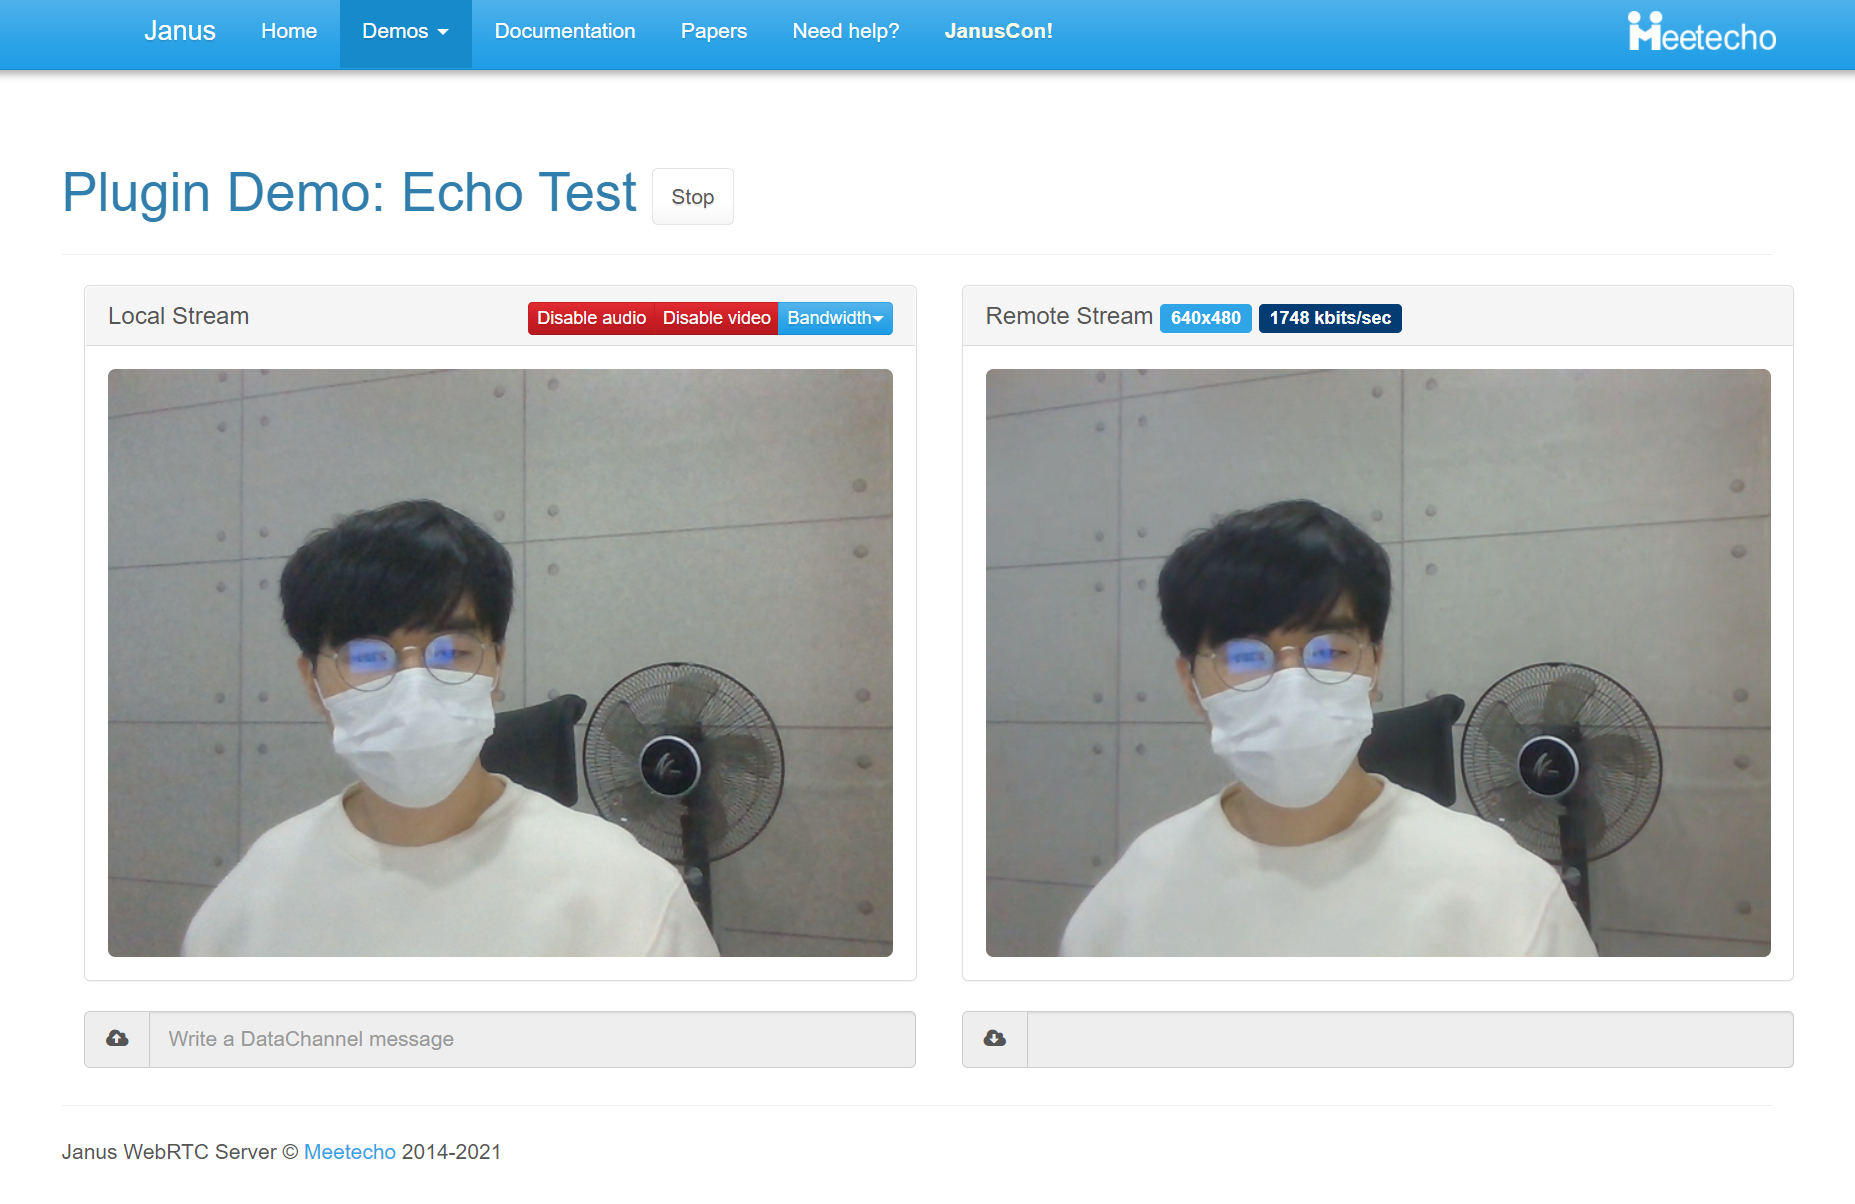 Janus Home Demos Documentation Papers Need help? JanusCon! Meetecho
Plugin Demo: Echo Test Stop
Local Stream Disable audio Disable video Bandwidth
Remote Stream 640x480 1748 kbits/sec
Write a DataChannel message
Janus WebRTC Server © Meetecho 2014-2021